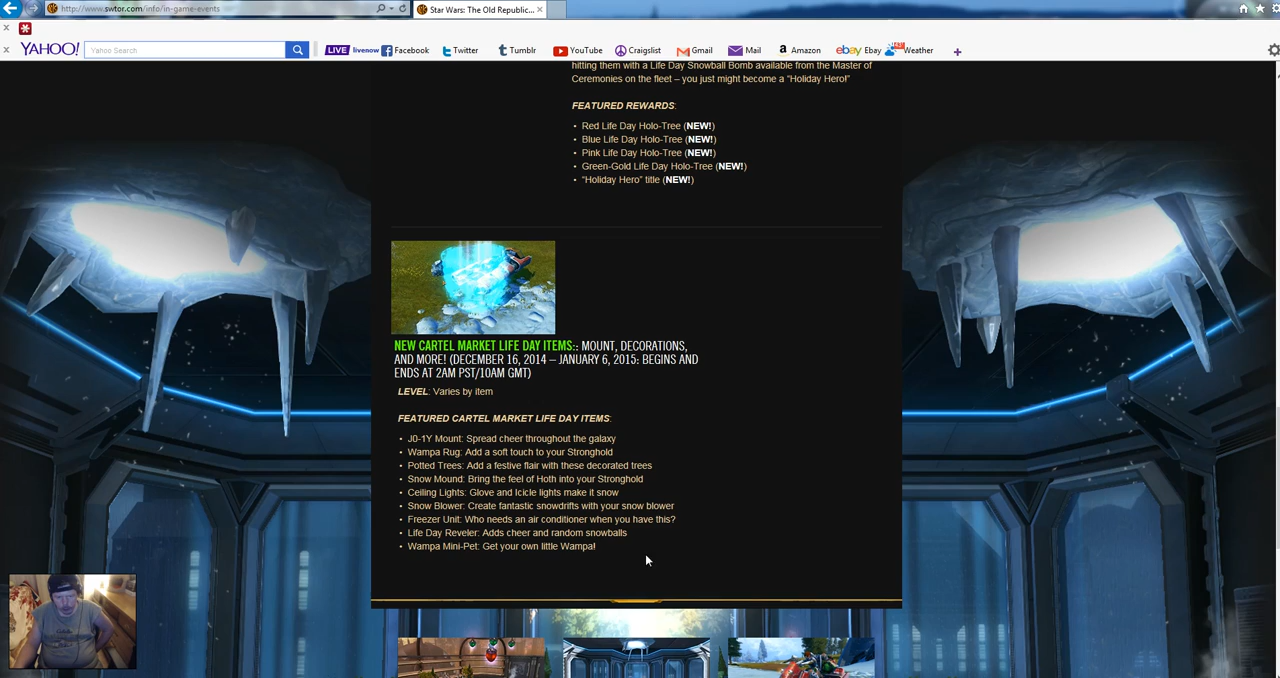 http://www.swtor.com/info/in-game-events
Star Wars: The Old Republic...
YAHOO!
Yahoo Search
LIVE livenow
Facebook
Twitter
Tumblr
YouTube
Craigslist
Gmail
Mail
Amazon
ebay Ebay
Weather
hitting them with a Life Day Snowball Bomb available from the Master of
Ceremonies on the fleet – you just might become a "Holiday Hero!"
FEATURED REWARDS:
• Red Life Day Holo-Tree (NEW!)
• Blue Life Day Holo-Tree (NEW!)
• Pink Life Day Holo-Tree (NEW!)
• Green-Gold Life Day Holo-Tree (NEW!)
• "Holiday Hero" title (NEW!)
NEW CARTEL MARKET LIFE DAY ITEMS:: MOUNT, DECORATIONS,
AND MORE! (DECEMBER 16, 2014 – JANUARY 6, 2015: BEGINS AND
ENDS AT 2AM PST/10AM GMT)
LEVEL: Varies by item
FEATURED CARTEL MARKET LIFE DAY ITEMS:
• J0-1Y Mount: Spread cheer throughout the galaxy
• Wampa Rug: Add a soft touch to your Stronghold
• Potted Trees: Add a festive flair with these decorated trees
• Snow Mound: Bring the feel of Hoth into your Stronghold
• Ceiling Lights: Glove and Icicle lights make it snow
• Snow Blower: Create fantastic snowdrifts with your snow blower
• Freezer Unit: Who needs an air conditioner when you have this?
• Life Day Reveler: Adds cheer and random snowballs
• Wampa Mini-Pet: Get your own little Wampa!